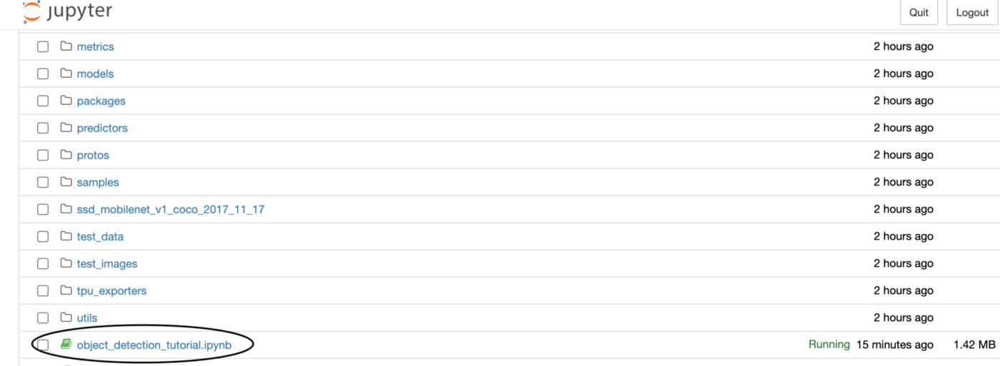 jupyter Quit Logout
metrics 2 hours ago
models 2 hours ago
packages 2 hours ago
predictors 2 hours ago
protos 2 hours ago
samples 2 hours ago
ssd_mobilenet_v1_coco_2017_11_17 2 hours ago
test_data 2 hours ago
test_images 2 hours ago
tpu_exporters 2 hours ago
utils 2 hours ago
object_detection_tutorial.ipynb Running 15 minutes ago 1.42 MB